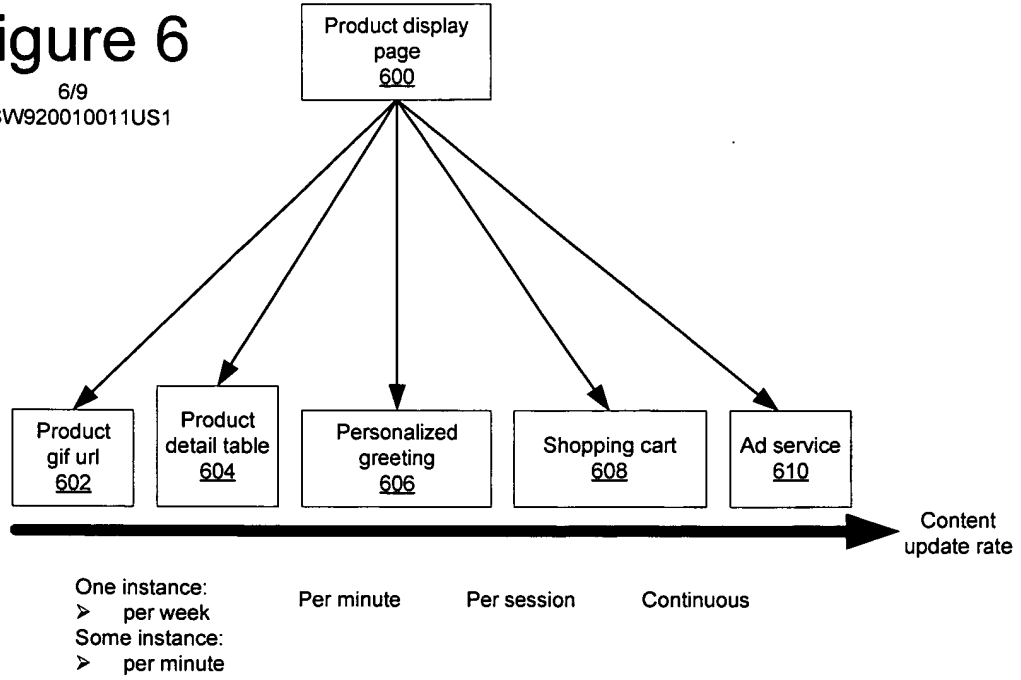 igure 6
6/9
SW920010011US1
Product display
page
600
Product
gif url
602
Product
detail table
604
Personalized
greeting
606
Shopping cart
608
Ad service
610
Content
update rate
One instance:
➢ per week
Some instance:
➢ per minute
Per minute
Per session
Continuous